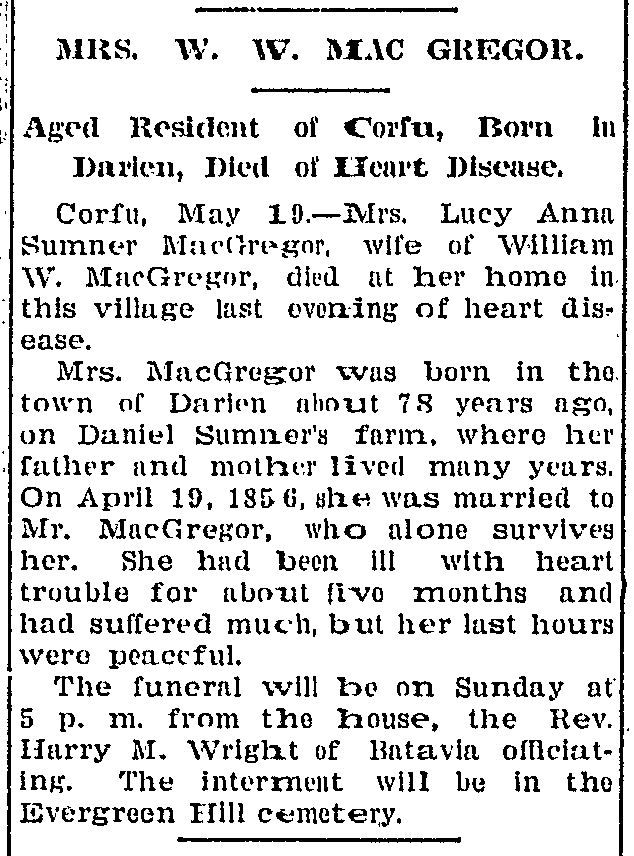 MRS. W. W. MAC GREGOR.
Aged Resident of Corfu, Born in
Darien, Died of Heart Disease.
Corfu, May 19.—Mrs. Lucy Anna
Sumner MacGregor, wife of William
W. MacGregor, died at her home in
this village last evening of heart dis-
ease.
Mrs. MacGregor was born in the
town of Darien about 78 years ago,
on Daniel Sumner's farm, where her
father and mother lived many years.
On April 19, 1856, she was married to
Mr. MacGregor, who alone survives
her. She had been ill with heart
trouble for about five months and
had suffered much, but her last hours
were peaceful.
The funeral will be on Sunday at
5 p. m. from the house, the Rev.
Harry M. Wright of Batavia officiat-
ing. The interment will be in the
Evergreen Hill cemetery.